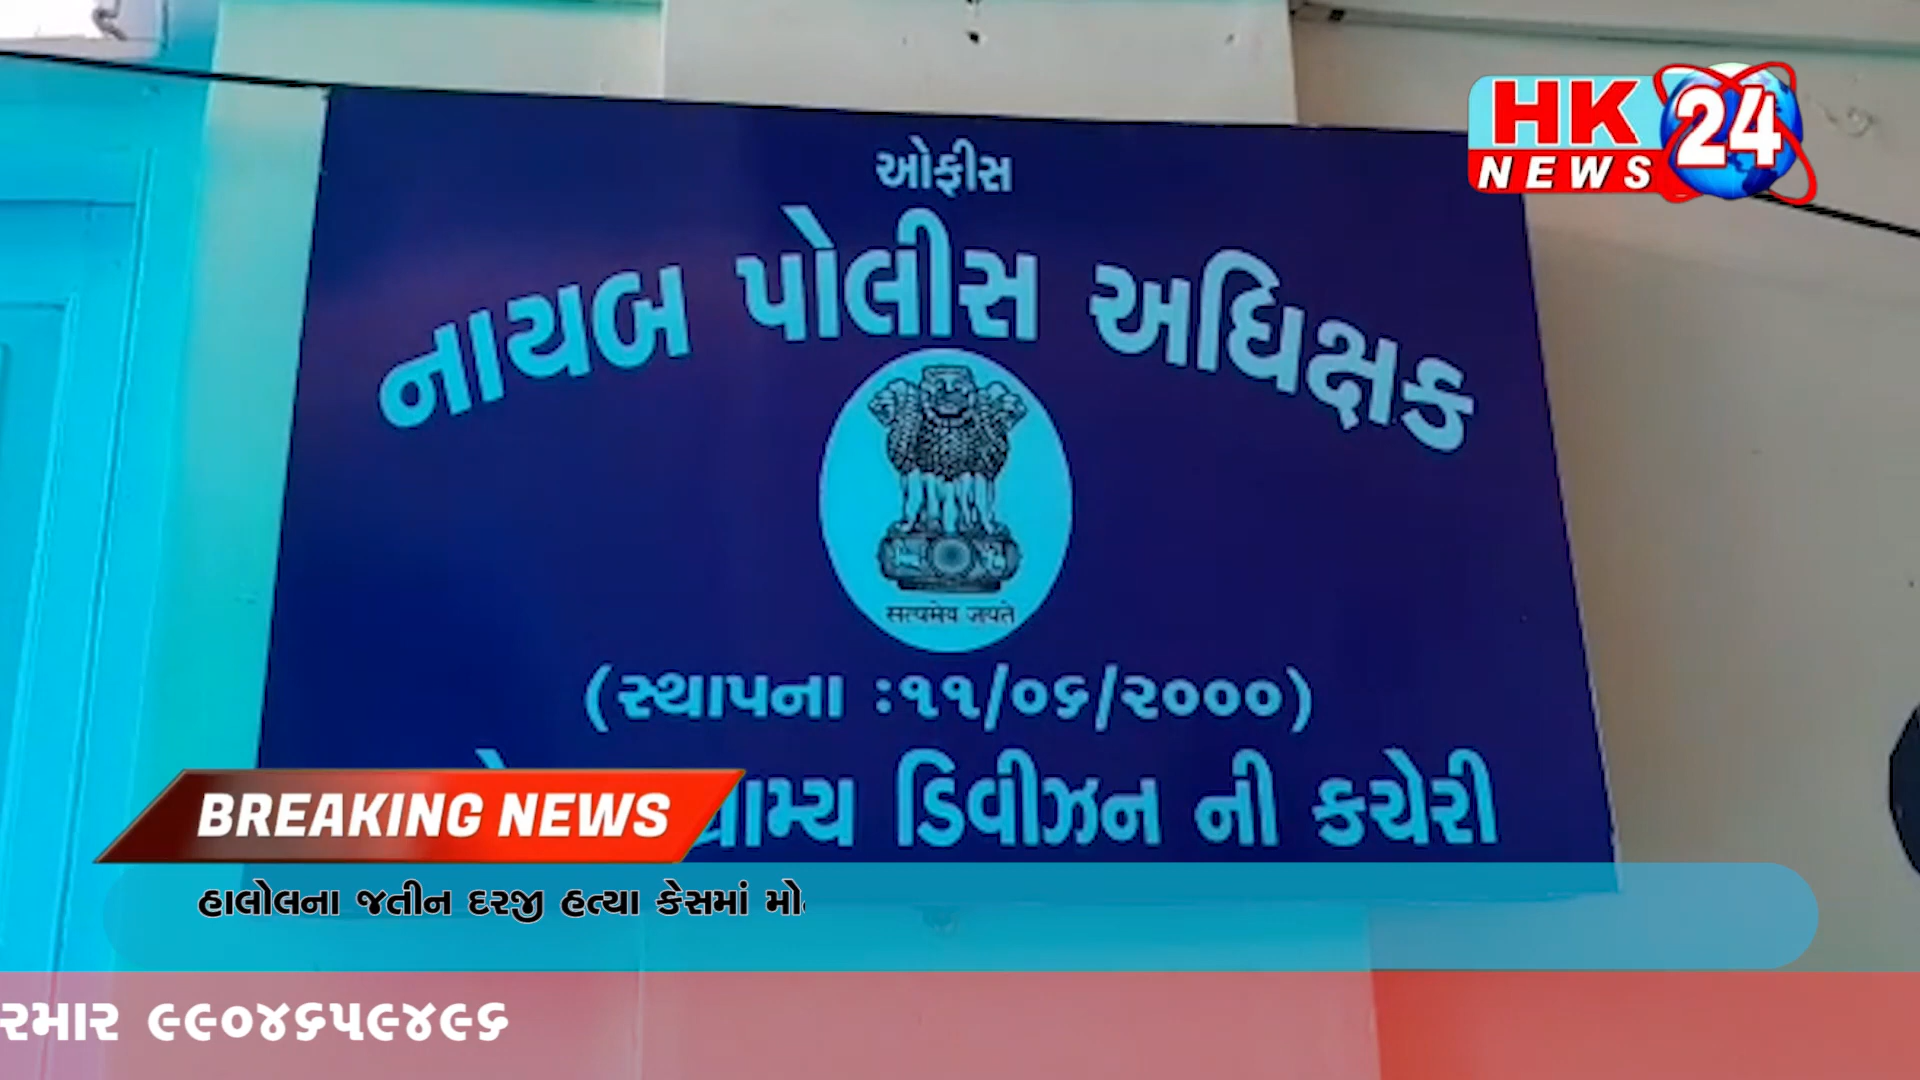 HK 24
NEWS
ઓફીસ
નાયબ પોલીસ અધિક્ષક
सत्यमेव जयते
(સ્થાપના :૧૧/૦૬/૨૦૦૦)
ડિવીઝન ની કચેરી
BREAKING NEWS
હાલોલના જતીન દરજી હત્યા કેસમાં
રમાર ૯૯૦૪૬૫૯૪૯૬